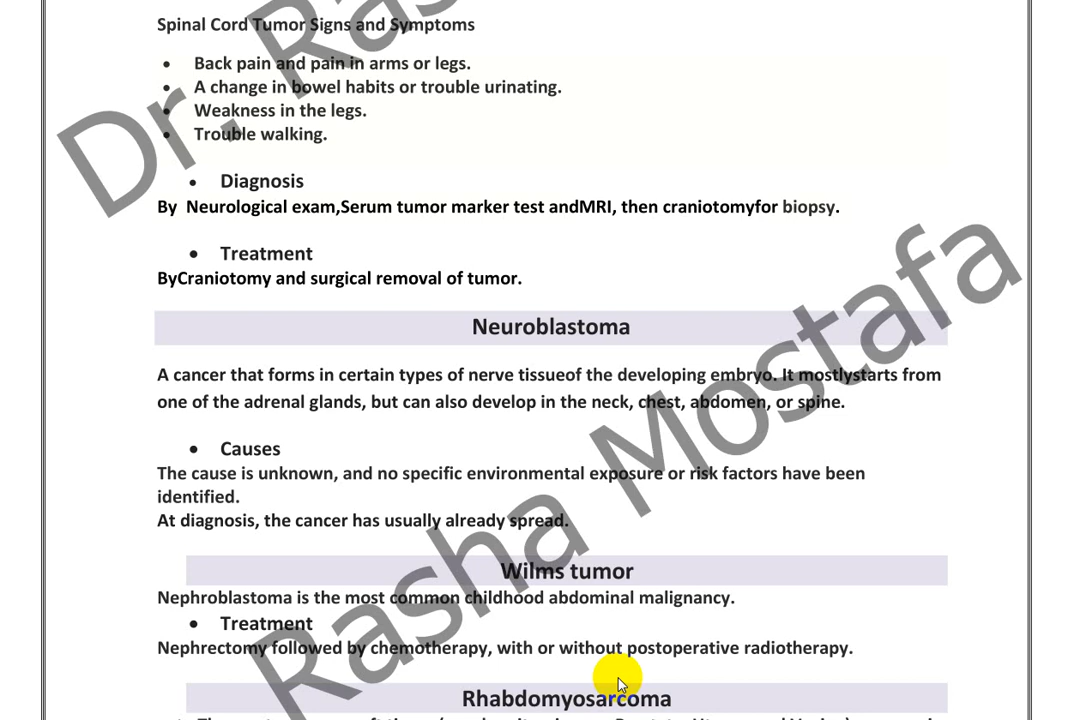 Spinal Cord Tumor Signs and Symptoms
• Back pain and pain in arms or legs.
• A change in bowel habits or trouble urinating.
• Weakness in the legs.
• Trouble walking.
• Diagnosis
By Neurological exam,Serum tumor marker test andMRI, then craniotomyfor biopsy.
• Treatment
ByCraniotomy and surgical removal of tumor.
Neuroblastoma
A cancer that forms in certain types of nerve tissueof the developing embryo. It mostlystarts from
one of the adrenal glands, but can also develop in the neck, chest, abdomen, or spine.
• Causes
The cause is unknown, and no specific environmental exposure or risk factors have been
identified.
At diagnosis, the cancer has usually already spread.
Wilms tumor
Nephroblastoma is the most common childhood abdominal malignancy.
• Treatment
Nephrectomy followed by chemotherapy, with or without postoperative radiotherapy.
Rhabdomyosarcoma
Dr. Rasha Mostafa